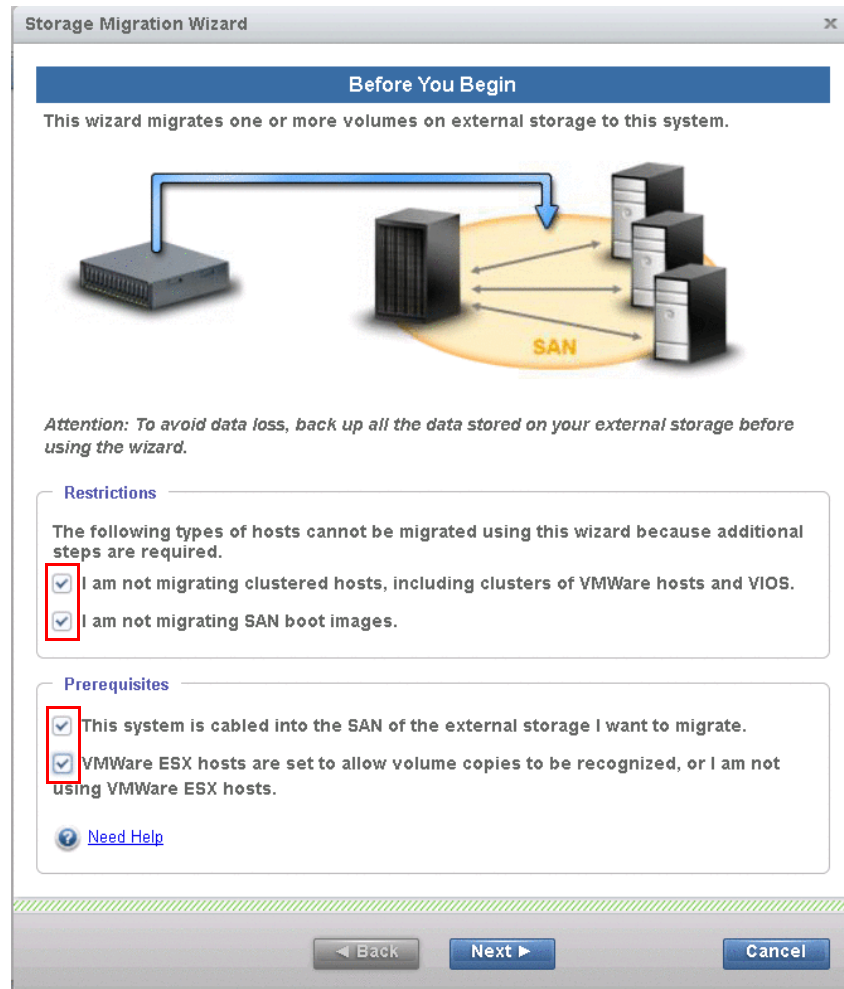 Storage Migration Wizard
Before You Begin
This wizard migrates one or more volumes on external storage to this system.
SAN
Attention: To avoid data loss, back up all the data stored on your external storage before
using the wizard.
Restrictions
The following types of hosts cannot be migrated using this wizard because additional
steps are required.
I am not migrating clustered hosts, including clusters of VMWare hosts and VIOS.
I am not migrating SAN boot images.
Prerequisites
This system is cabled into the SAN of the external storage I want to migrate.
VMWare ESX hosts are set to allow volume copies to be recognized, or I am not
using VMWare ESX hosts.
Need Help
Back
Next
Cancel